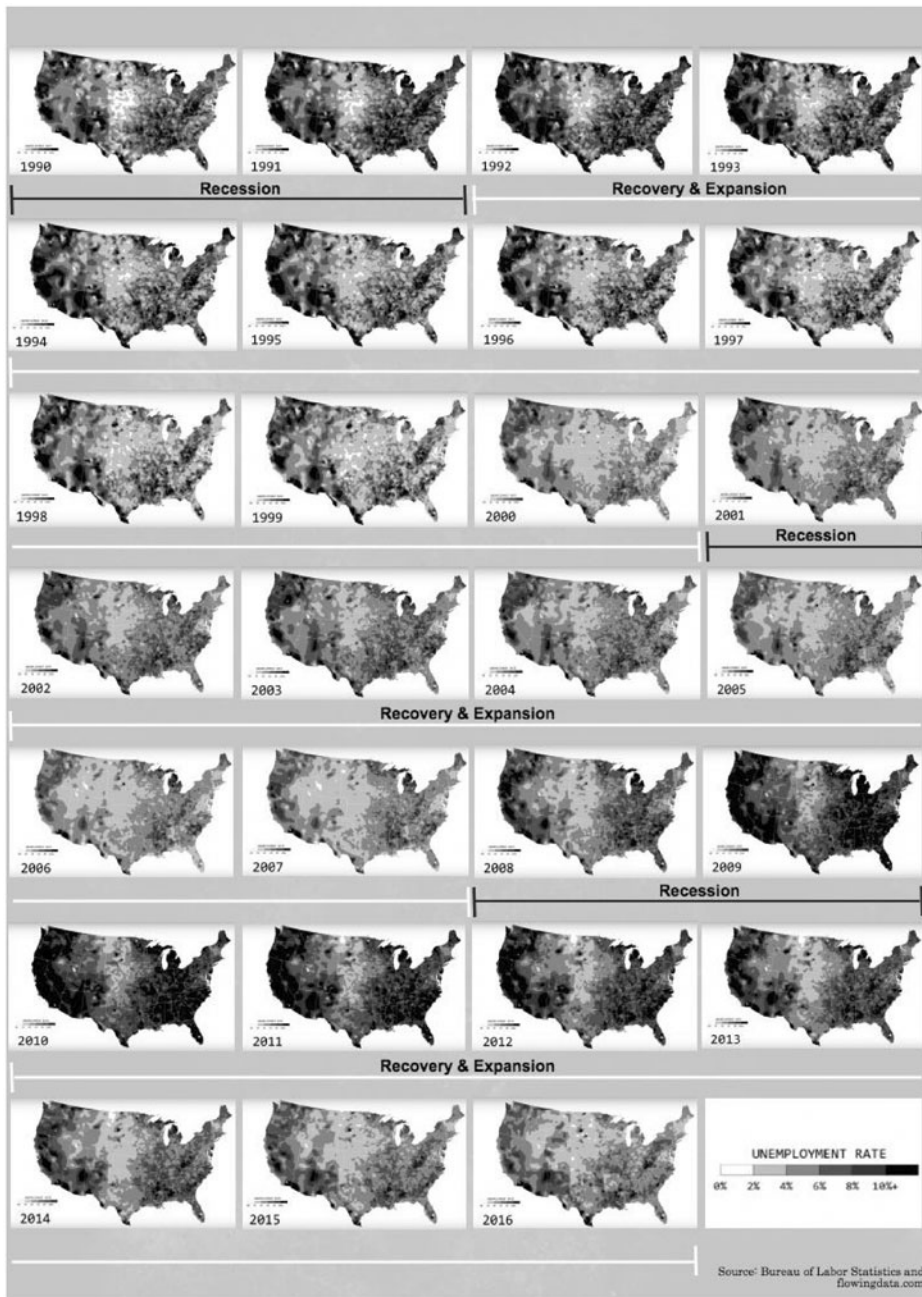 1990 1991 1992 1993
Recession Recovery & Expansion
1994 1995 1996 1997
1998 1999 2000 2001
Recession
2002 2003 2004 2005
Recovery & Expansion
2006 2007 2008 2009
Recession
2010 2011 2012 2013
Recovery & Expansion
2014 2015 2016
UNEMPLOYMENT RATE
0% 2% 4% 6% 8% 10%+
Source: Bureau of Labor Statistics and
flowingdata.com